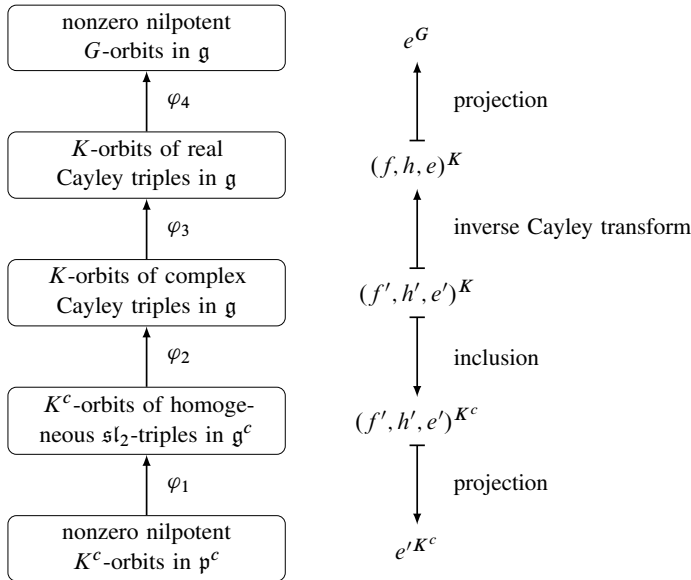 nonzero nilpotent
G-orbits in 𝔤
e^G
φ₄
projection
K-orbits of real
Cayley triples in 𝔤
(f, h, e)^K
φ₃
inverse Cayley transform
K-orbits of complex
Cayley triples in 𝔤
(f′, h′, e′)^K
φ₂
inclusion
K^c-orbits of homoge-
neous 𝔰𝔩₂-triples in 𝔤^c
(f′, h′, e′)^{K^c}
φ₁
projection
nonzero nilpotent
K^c-orbits in 𝔭^c
e′^{K^c}